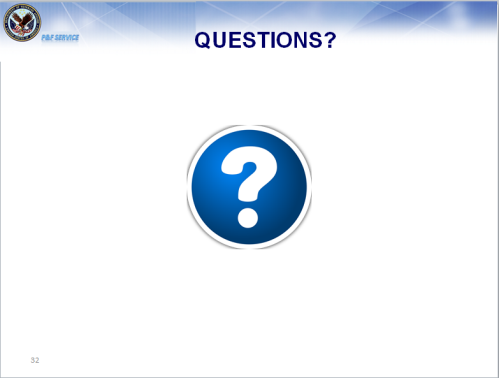 P&F SERVICE
QUESTIONS?
?
32